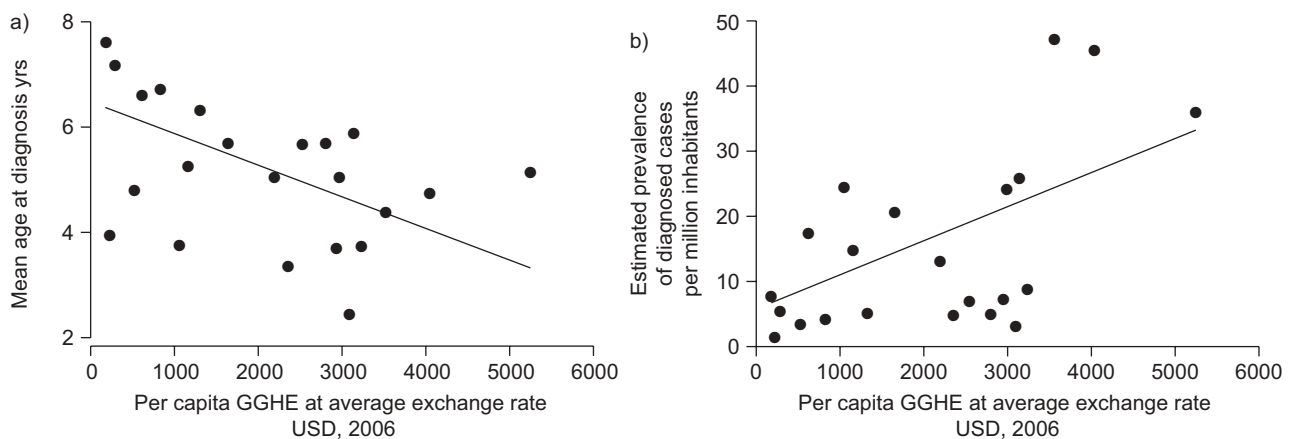 a)
Mean age at diagnosis yrs
8
6
4
2
0 1000 2000 3000 4000 5000 6000
Per capita GGHE at average exchange rate
USD, 2006
b)
Estimated prevalence
of diagnosed cases
per million inhabitants
50
40
30
20
10
0
0 1000 2000 3000 4000 5000 6000
Per capita GGHE at average exchange rate
USD, 2006